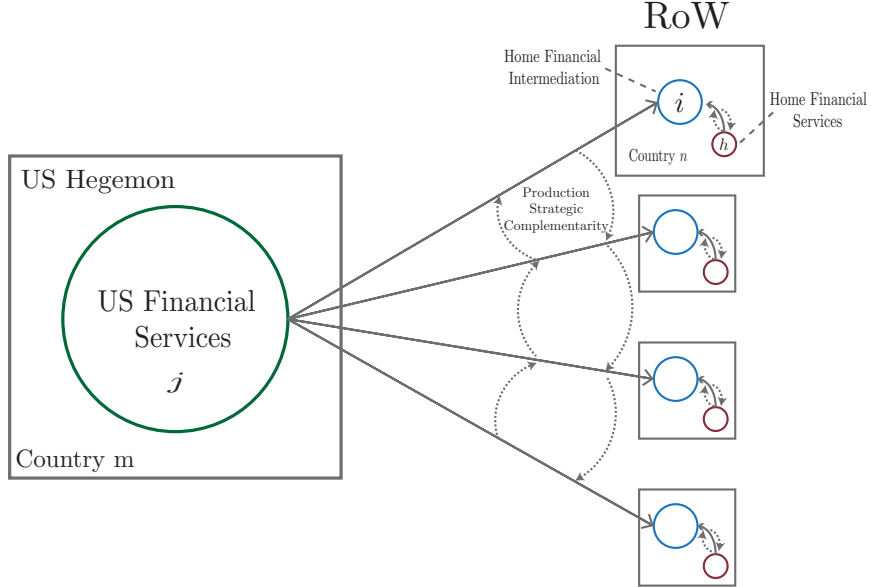 RoW
Home Financial
Intermediation
i
Home Financial
Services
h
Country n
US Hegemon
Production
Strategic
Complementarity
US Financial
Services
j
Country m